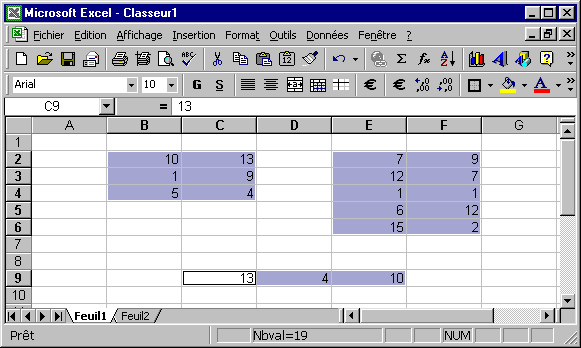 Microsoft Excel - Classeur1
Fichier Edition Affichage Insertion Format Outils Données Fenêtre ?
Arial 10 G S € €
C9 = 13
A B C D E F G
1
2 10 13 7 9
3 1 9 12 7
4 5 4 1 1
5 6 12
6 15 2
7
8
9 13 4 10
10
Feuil1 Feuil2
Prêt Nbval=19 NUM